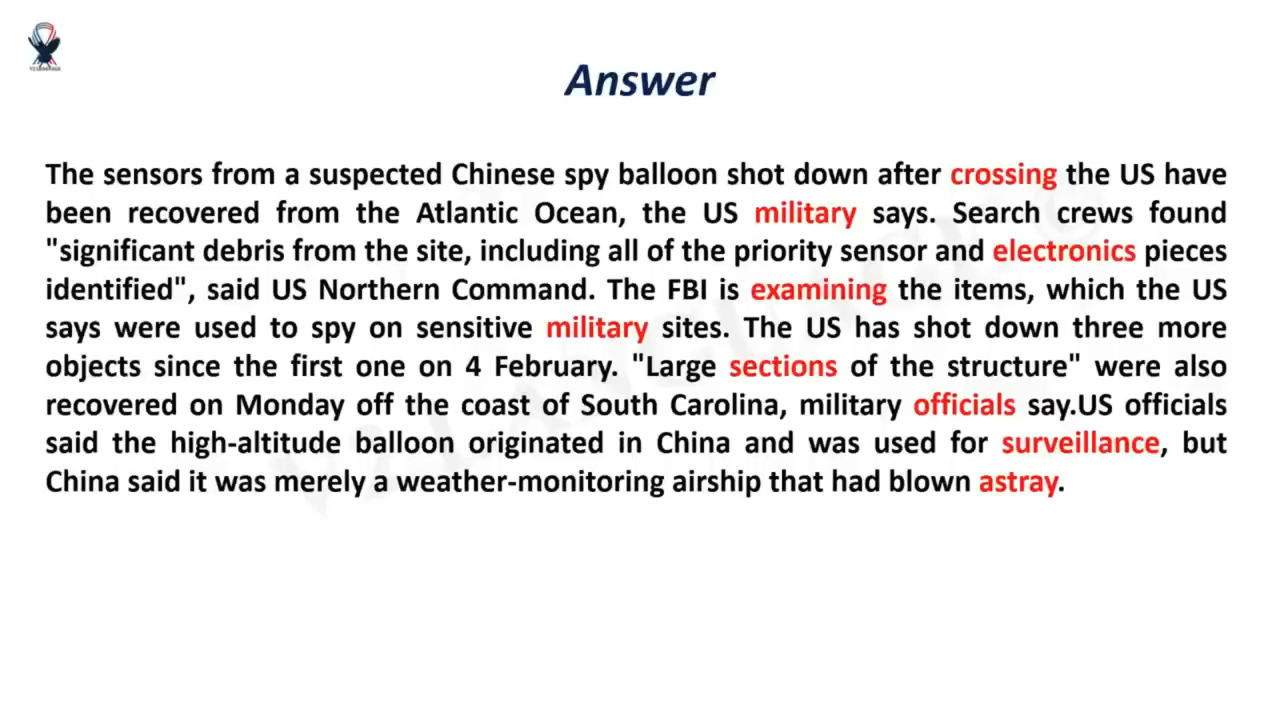 Answer
The sensors from a suspected Chinese spy balloon shot down after crossing the US have
been recovered from the Atlantic Ocean, the US military says. Search crews found
"significant debris from the site, including all of the priority sensor and electronics pieces
identified", said US Northern Command. The FBI is examining the items, which the US
says were used to spy on sensitive military sites. The US has shot down three more
objects since the first one on 4 February. "Large sections of the structure" were also
recovered on Monday off the coast of South Carolina, military officials say.US officials
said the high-altitude balloon originated in China and was used for surveillance, but
China said it was merely a weather-monitoring airship that had blown astray.